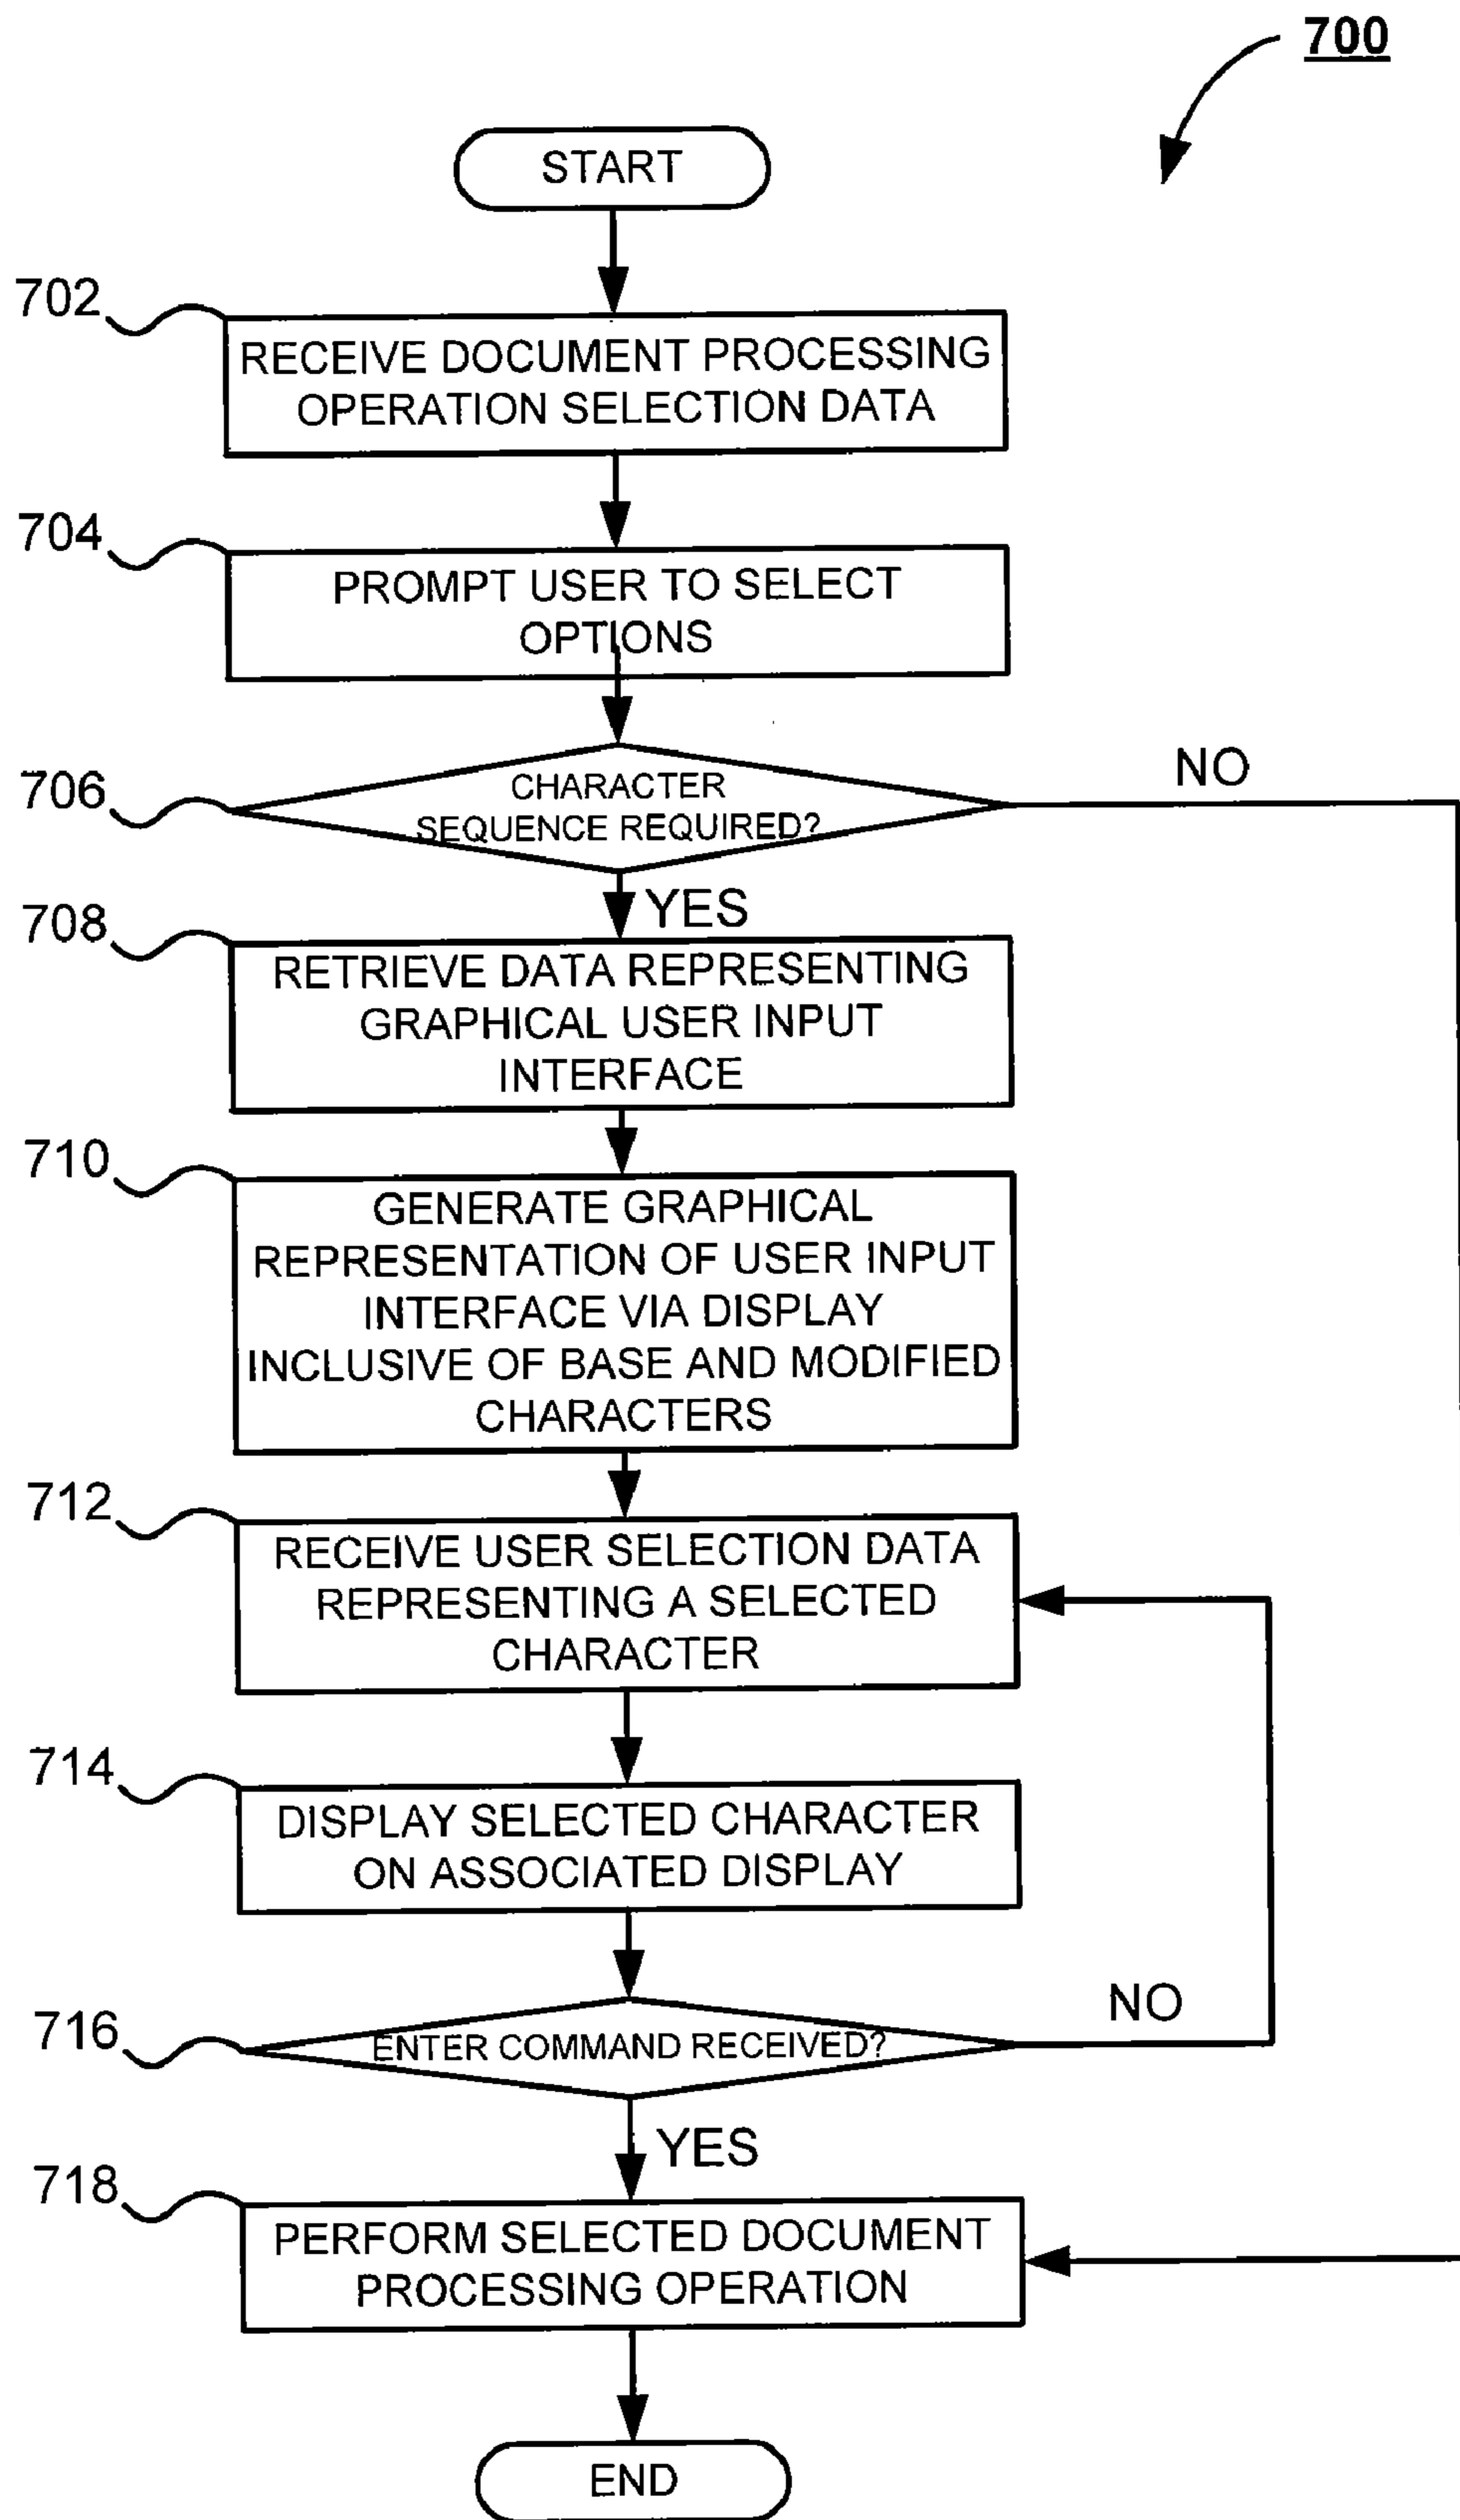 700
START
702
RECEIVE DOCUMENT PROCESSING
OPERATION SELECTION DATA
704
PROMPT USER TO SELECT
OPTIONS
706
CHARACTER
SEQUENCE REQUIRED?
NO
YES
708
RETRIEVE DATA REPRESENTING
GRAPHICAL USER INPUT
INTERFACE
710
GENERATE GRAPHICAL
REPRESENTATION OF USER INPUT
INTERFACE VIA DISPLAY
INCLUSIVE OF BASE AND MODIFIED
CHARACTERS
712
RECEIVE USER SELECTION DATA
REPRESENTING A SELECTED
CHARACTER
714
DISPLAY SELECTED CHARACTER
ON ASSOCIATED DISPLAY
716
ENTER COMMAND RECEIVED?
NO
YES
718
PERFORM SELECTED DOCUMENT
PROCESSING OPERATION
END